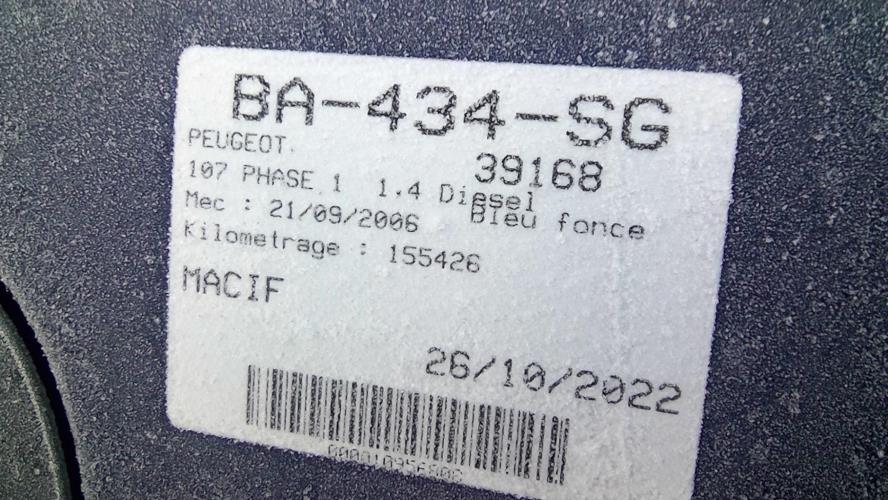 BA-434-SG
PEUGEOT. 39168
107 PHASE 1 1.4 Diesel
Mec : 21/09/2006 Bleu fonce
Kilometrage : 155426
MACIF
26/10/2022